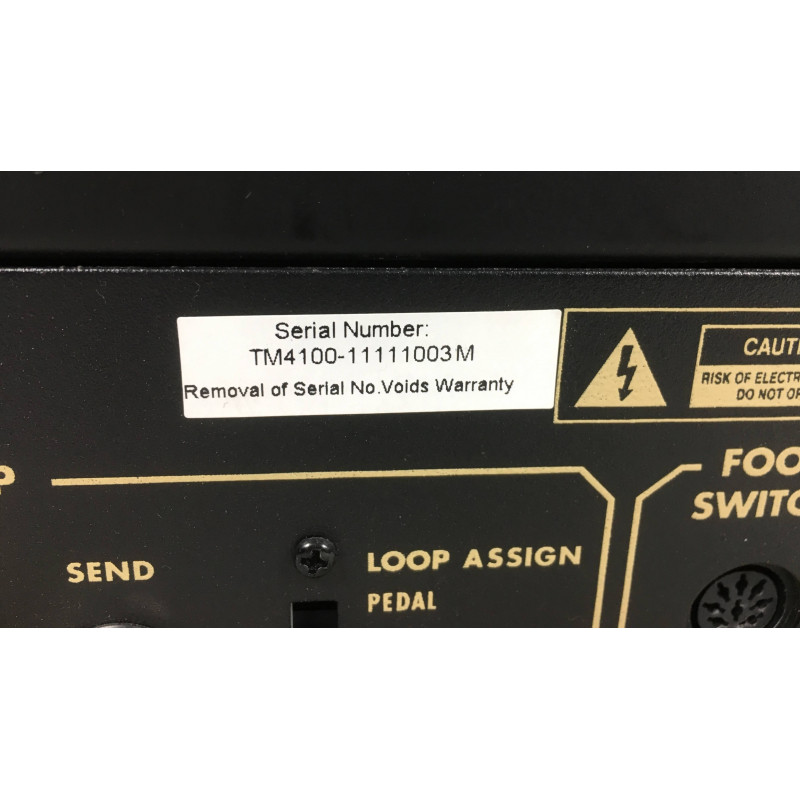 Serial Number:
TM4100-11111003M
Removal of Serial No.Voids Warranty
CAUTI
RISK OF ELECTR
DO NOT OP
P
FOO
SWITC
SEND
LOOP ASSIGN
PEDAL